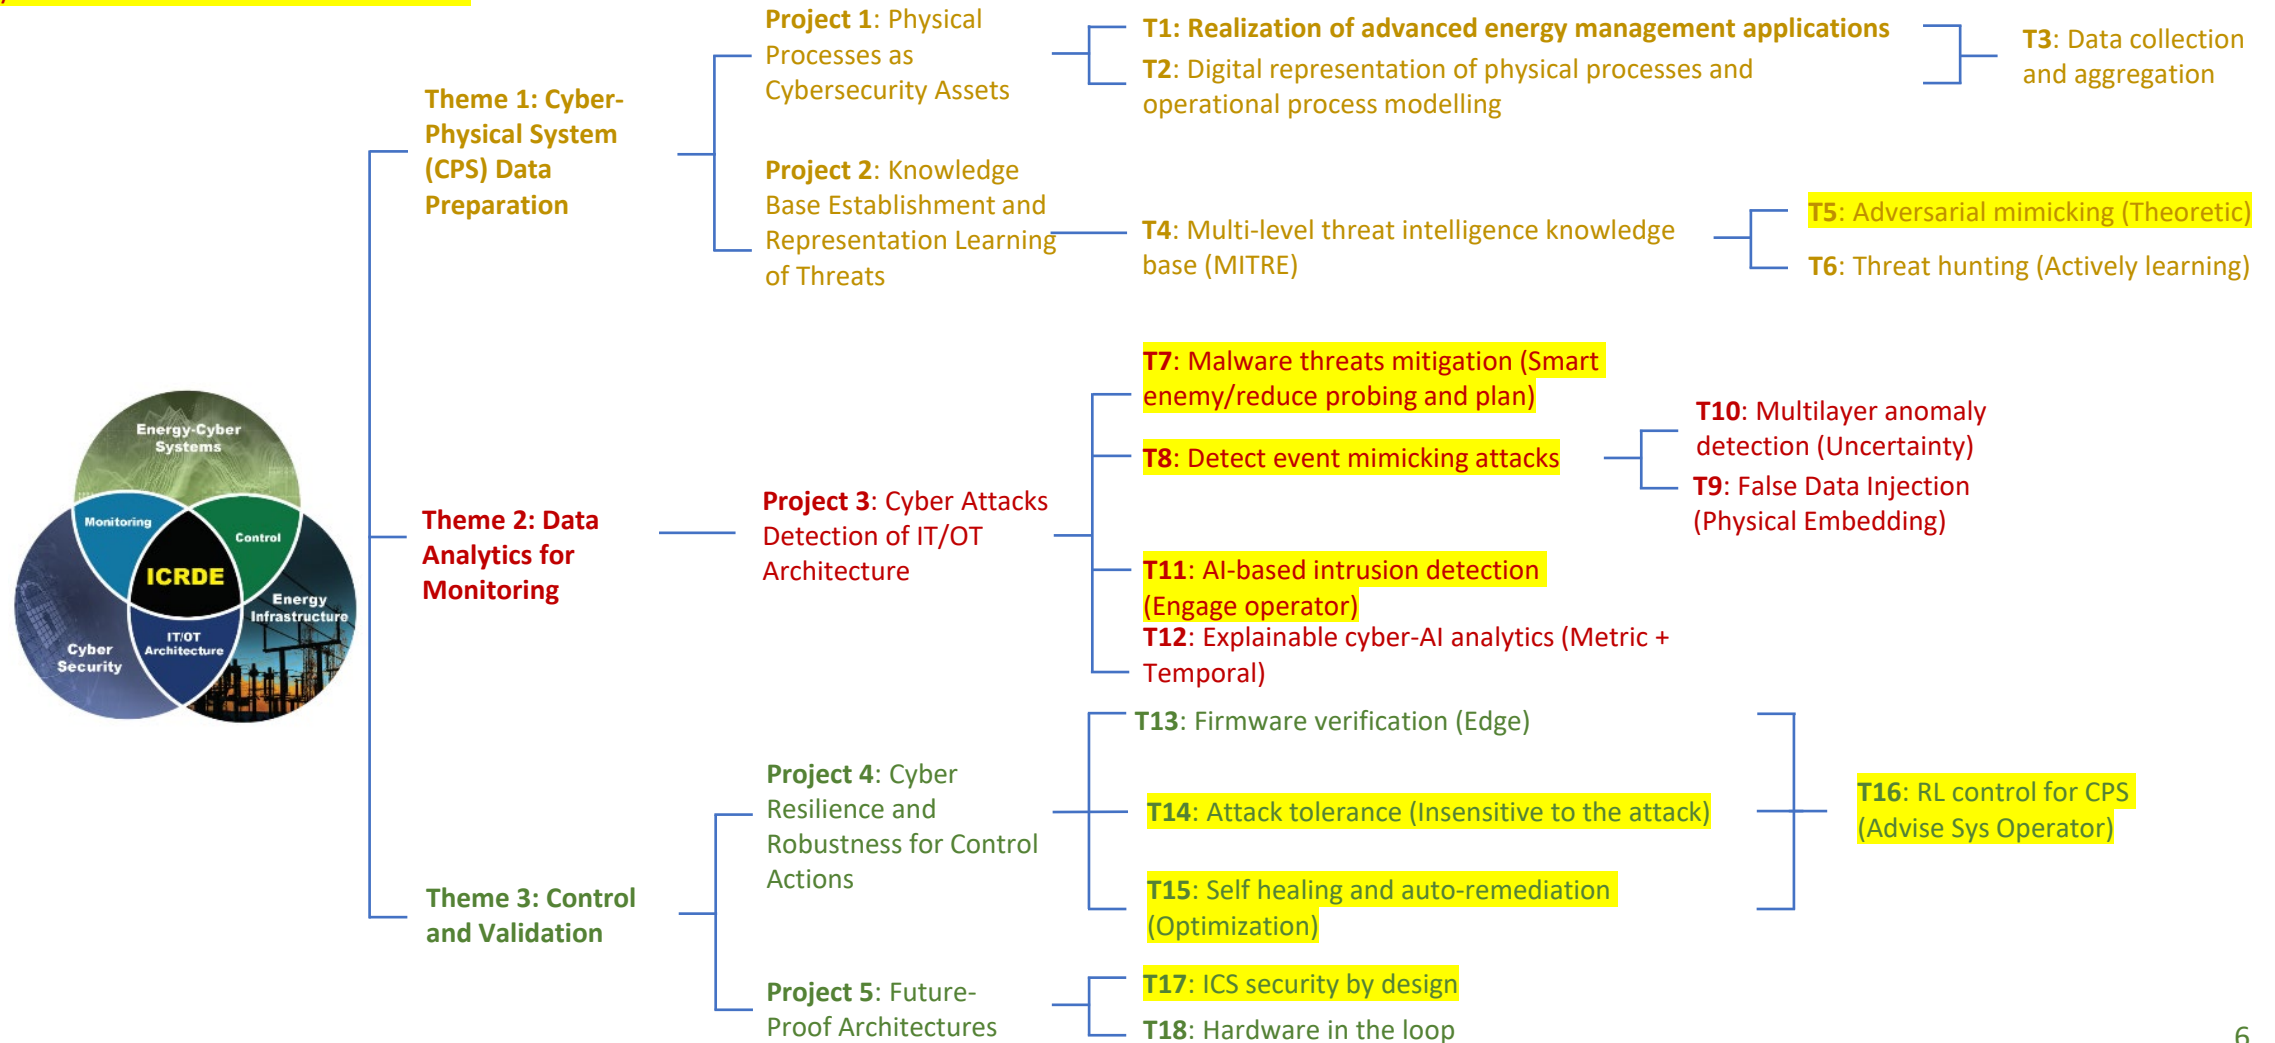 Project 1: Physical
Processes as
Cybersecurity Assets
T1: Realization of advanced energy management applications
T2: Digital representation of physical processes and
operational process modelling
T3: Data collection
and aggregation
Theme 1: Cyber-
Physical System
(CPS) Data
Preparation
Project 2: Knowledge
Base Establishment and
Representation Learning
of Threats
T4: Multi-level threat intelligence knowledge
base (MITRE)
T5: Adversarial mimicking (Theoretic)
T6: Threat hunting (Actively learning)
Energy-Cyber
Systems
Monitoring
Control
ICRDE
Energy
Infrastructure
IT/OT
Architecture
Cyber
Security
Theme 2: Data
Analytics for
Monitoring
Project 3: Cyber Attacks
Detection of IT/OT
Architecture
T7: Malware threats mitigation (Smart
enemy/reduce probing and plan)
T8: Detect event mimicking attacks
T10: Multilayer anomaly
detection (Uncertainty)
T9: False Data Injection
(Physical Embedding)
T11: AI-based intrusion detection
(Engage operator)
T12: Explainable cyber-AI analytics (Metric +
Temporal)
Theme 3: Control
and Validation
Project 4: Cyber
Resilience and
Robustness for Control
Actions
T13: Firmware verification (Edge)
T14: Attack tolerance (Insensitive to the attack)
T15: Self healing and auto-remediation
(Optimization)
T16: RL control for CPS
(Advise Sys Operator)
Project 5: Future-
Proof Architectures
T17: ICS security by design
T18: Hardware in the loop
6